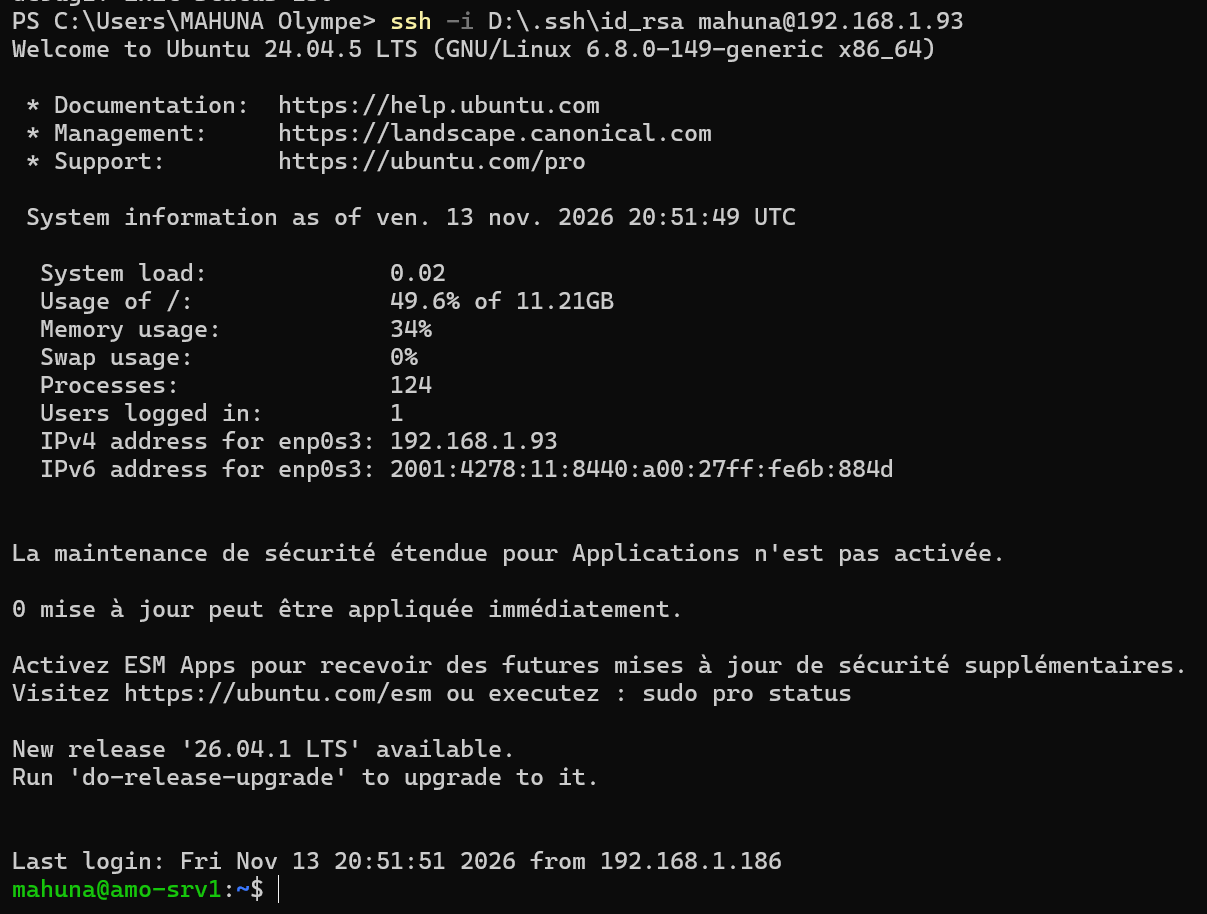 PS C:\Users\MAHUNA Olympe> ssh -i D:\.ssh\id_rsa mahuna@192.168.1.93
Welcome to Ubuntu 24.04.5 LTS (GNU/Linux 6.8.0-149-generic x86_64)
* Documentation:  https://help.ubuntu.com
* Management:     https://landscape.canonical.com
* Support:        https://ubuntu.com/pro
System information as of ven. 13 nov. 2026 20:51:49 UTC
System load:             0.02
Usage of /:              49.6% of 11.21GB
Memory usage:            34%
Swap usage:              0%
Processes:               124
Users logged in:         1
IPv4 address for enp0s3: 192.168.1.93
IPv6 address for enp0s3: 2001:4278:11:8440:a00:27ff:fe6b:884d
La maintenance de sécurité étendue pour Applications n'est pas activée.
0 mise à jour peut être appliquée immédiatement.
Activez ESM Apps pour recevoir des futures mises à jour de sécurité supplémentaires.
Visitez https://ubuntu.com/esm ou executez : sudo pro status
New release '26.04.1 LTS' available.
Run 'do-release-upgrade' to upgrade to it.
Last login: Fri Nov 13 20:51:51 2026 from 192.168.1.186
mahuna@amo-srv1:~$